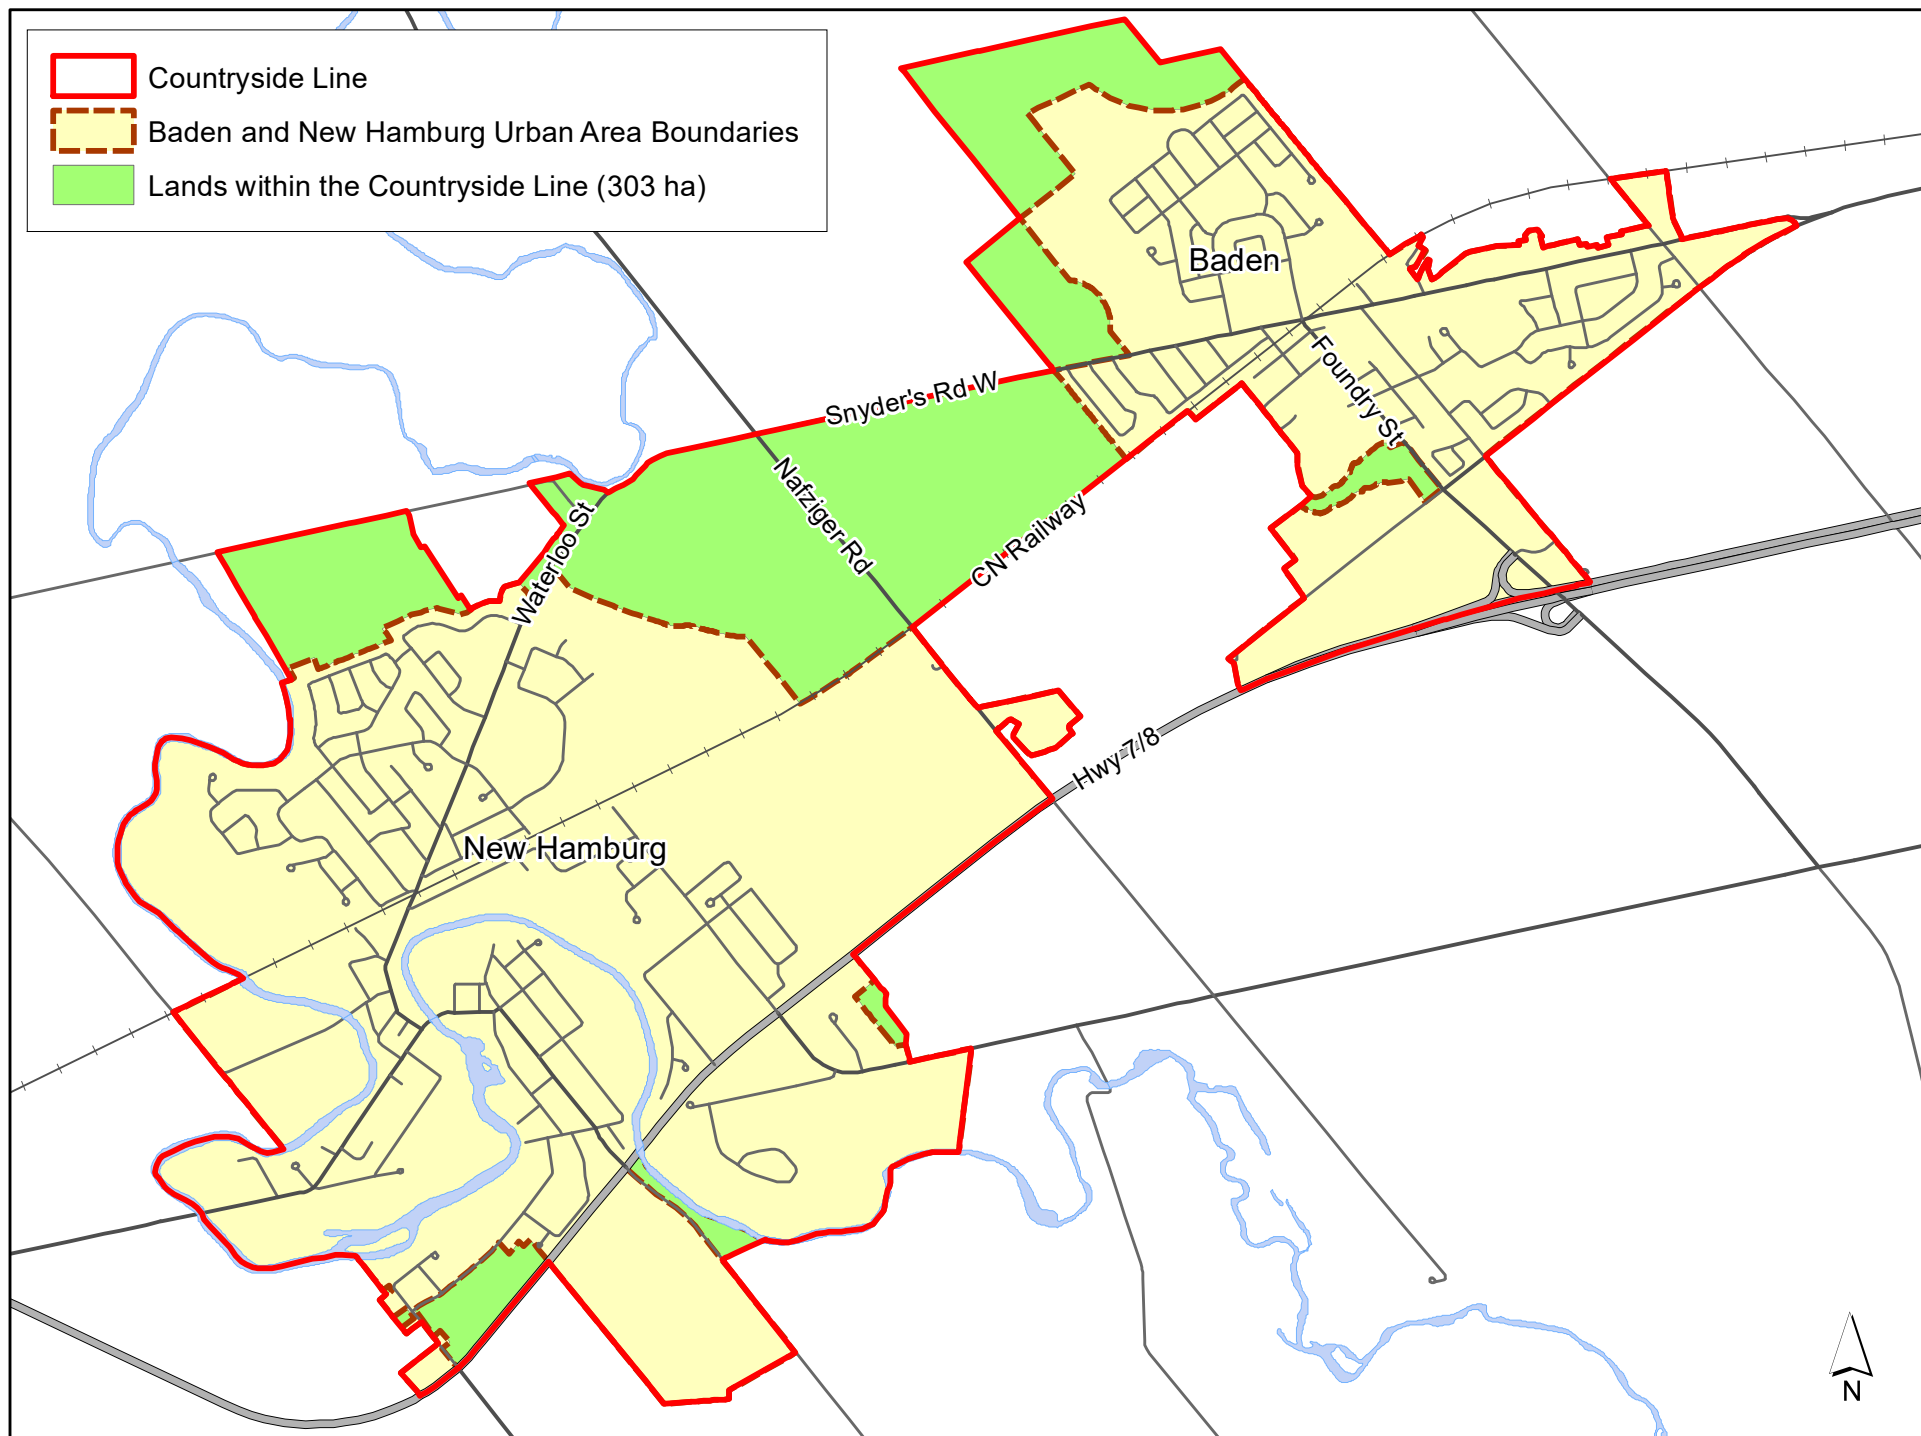 Countryside Line
Baden and New Hamburg Urban Area Boundaries
Lands within the Countryside Line (303 ha)
Baden
Foundry St
Snyder's Rd W
Nafziger Rd
CN Railway
Waterloo St
Hwy 7/8
New Hamburg
N